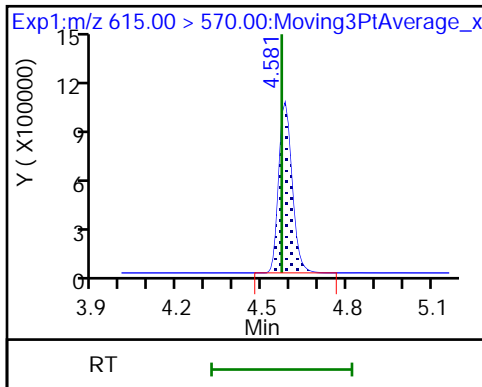 Exp1:m/z 615.00 > 570.00:Moving3PtAverage_x
4.581
Y ( X100000)
15
12
9
6
3
0
3.9 4.2 4.5 4.8 5.1
Min
RT